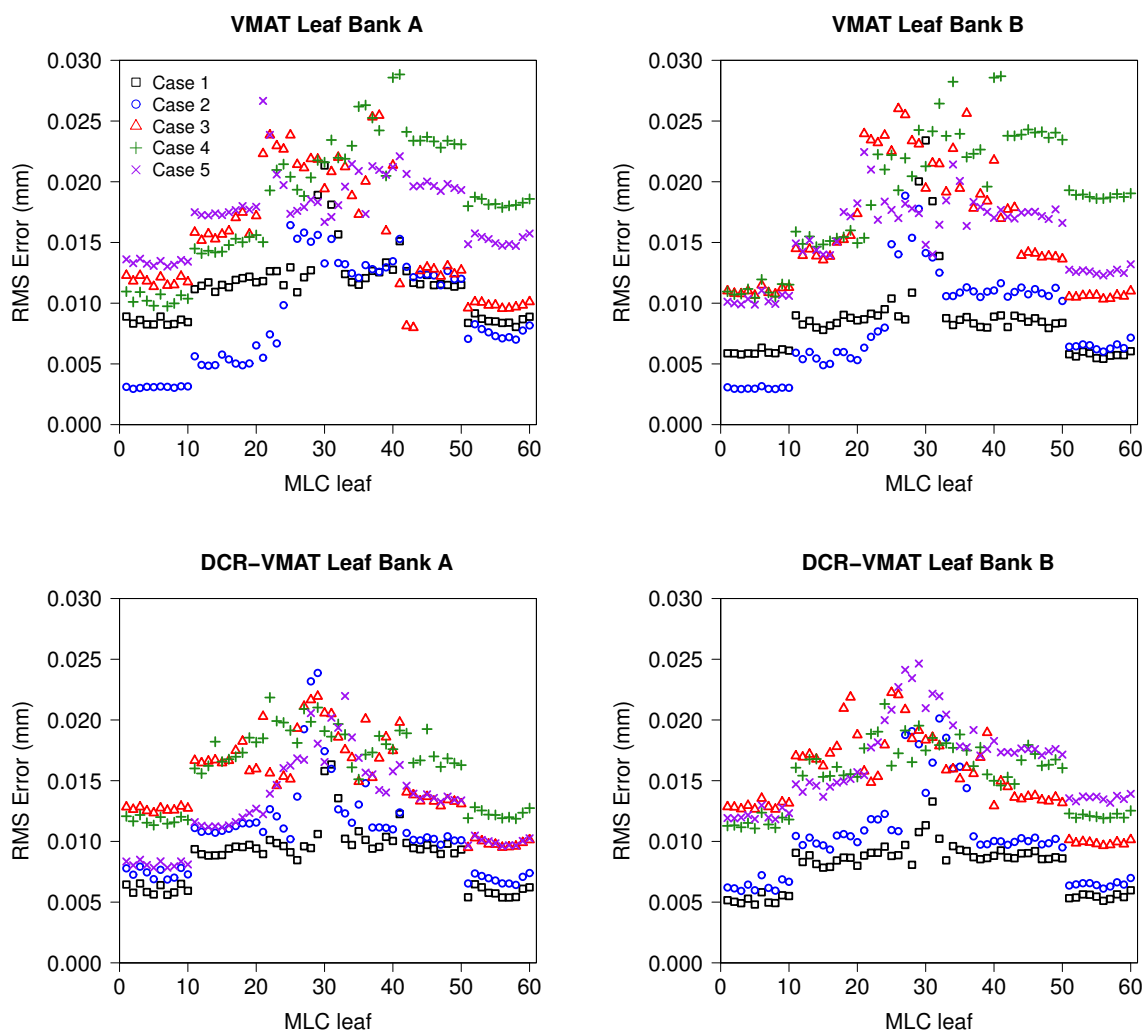 VMAT Leaf Bank A
RMS Error (mm)
0.030
0.025
0.020
0.015
0.010
0.005
0.000
Case 1
Case 2
Case 3
Case 4
Case 5
0 10 20 30 40 50 60
MLC leaf
VMAT Leaf Bank B
RMS Error (mm)
0.030
0.025
0.020
0.015
0.010
0.005
0.000
0 10 20 30 40 50 60
MLC leaf
DCR−VMAT Leaf Bank A
RMS Error (mm)
0.030
0.025
0.020
0.015
0.010
0.005
0.000
0 10 20 30 40 50 60
MLC leaf
DCR−VMAT Leaf Bank B
RMS Error (mm)
0.030
0.025
0.020
0.015
0.010
0.005
0.000
0 10 20 30 40 50 60
MLC leaf